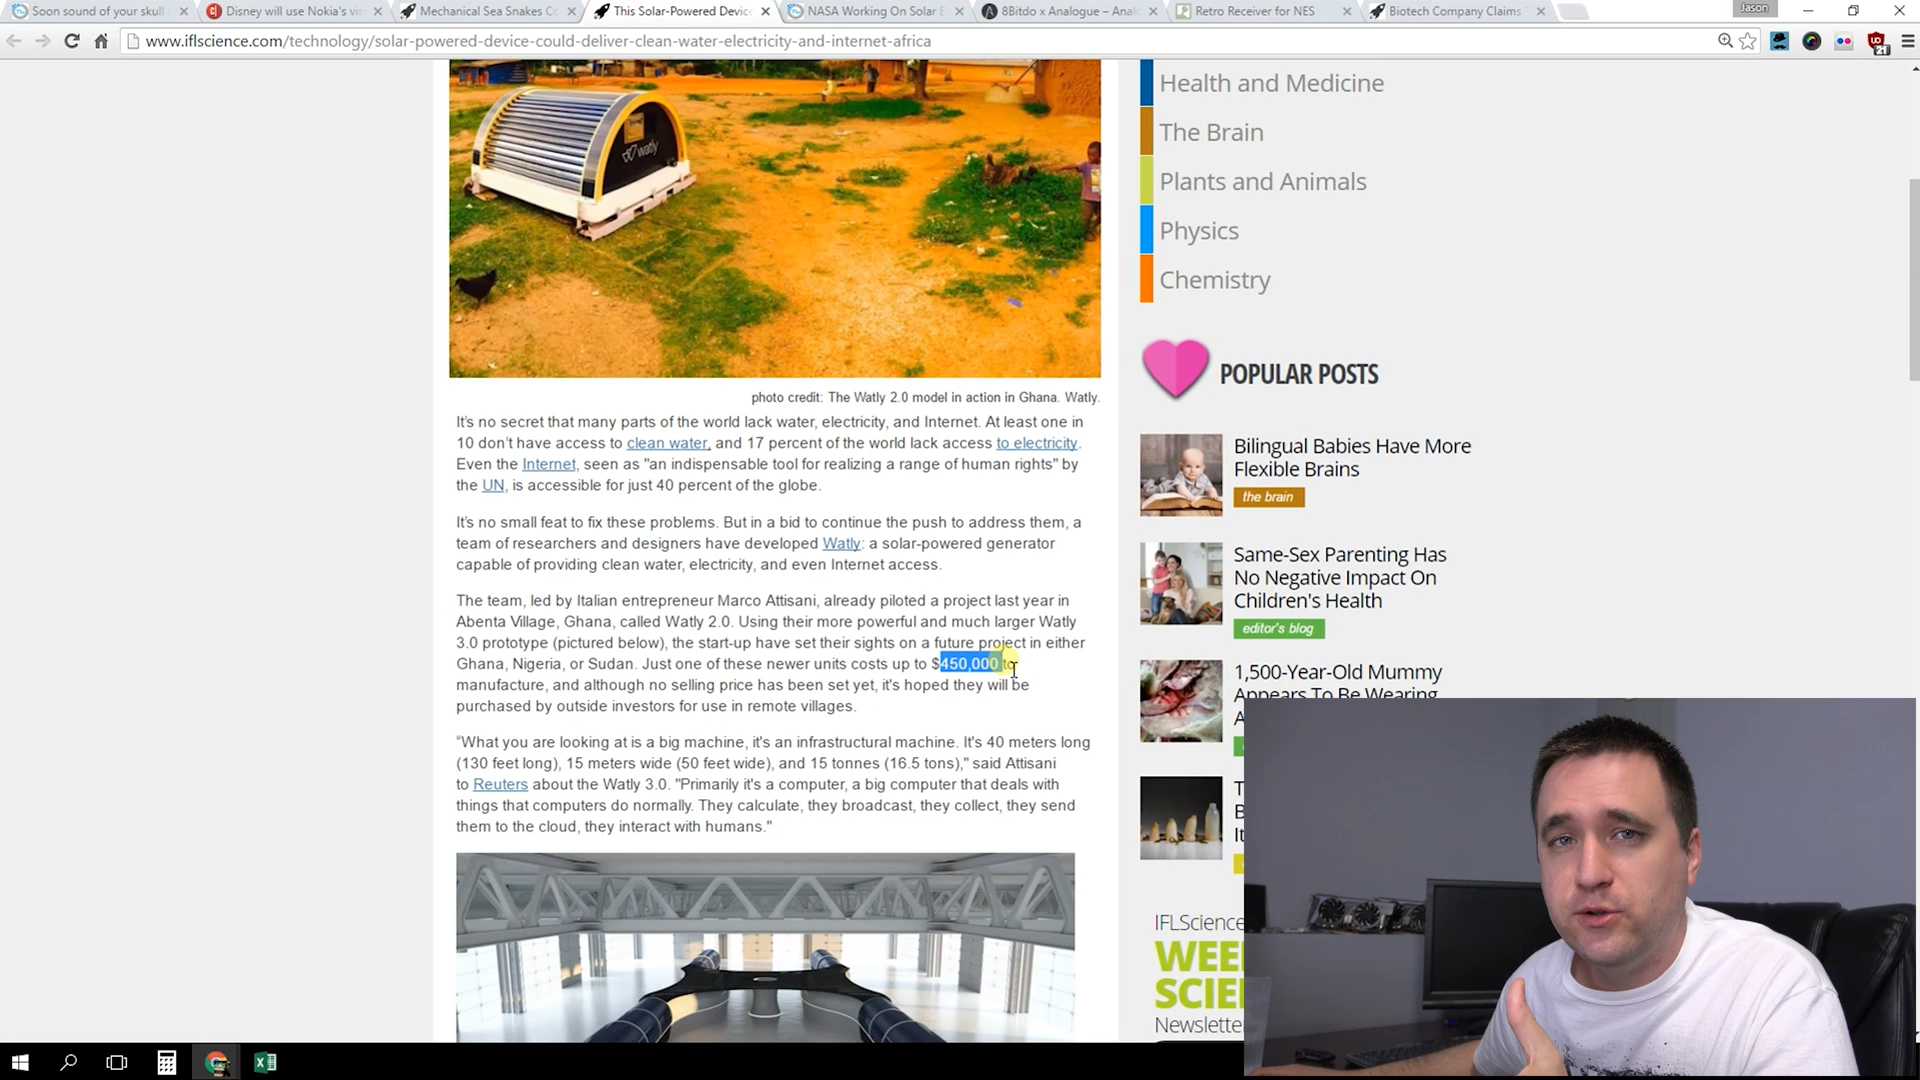 Soon sound of your skull
Disney will use Nokia's vi
Mechanical Sea Snakes Co
This Solar-Powered Device
NASA Working On Solar E
8Bitdo x Analogue – Anal
Retro Receiver for NES
Biotech Company Claims
Jason
www.iflscience.com/technology/solar-powered-device-could-deliver-clean-water-electricity-and-internet-africa
21
watly
photo credit: The Watly 2.0 model in action in Ghana. Watly.
It's no secret that many parts of the world lack water, electricity, and Internet. At least one in
10 don't have access to clean water, and 17 percent of the world lack access to electricity.
Even the Internet, seen as "an indispensable tool for realizing a range of human rights" by
the UN, is accessible for just 40 percent of the globe.
It's no small feat to fix these problems. But in a bid to continue the push to address them, a
team of researchers and designers have developed Watly: a solar-powered generator
capable of providing clean water, electricity, and even Internet access.
The team, led by Italian entrepreneur Marco Attisani, already piloted a project last year in
Abenta Village, Ghana, called Watly 2.0. Using their more powerful and much larger Watly
3.0 prototype (pictured below), the start-up have set their sights on a future project in either
Ghana, Nigeria, or Sudan. Just one of these newer units costs up to $450,000 to
manufacture, and although no selling price has been set yet, it's hoped they will be
purchased by outside investors for use in remote villages.
"What you are looking at is a big machine, it's an infrastructural machine. It's 40 meters long
(130 feet long), 15 meters wide (50 feet wide), and 15 tonnes (16.5 tons)," said Attisani
to Reuters about the Watly 3.0. "Primarily it's a computer, a big computer that deals with
things that computers do normally. They calculate, they broadcast, they collect, they send
them to the cloud, they interact with humans."
Health and Medicine
The Brain
Plants and Animals
Physics
Chemistry
POPULAR POSTS
Bilingual Babies Have More
Flexible Brains
the brain
Same-Sex Parenting Has
No Negative Impact On
Children's Health
editor's blog
1,500-Year-Old Mummy
Appears To Be Wearing
A
T
B
It
IFLScience
WEE
SCIE
Newsletter